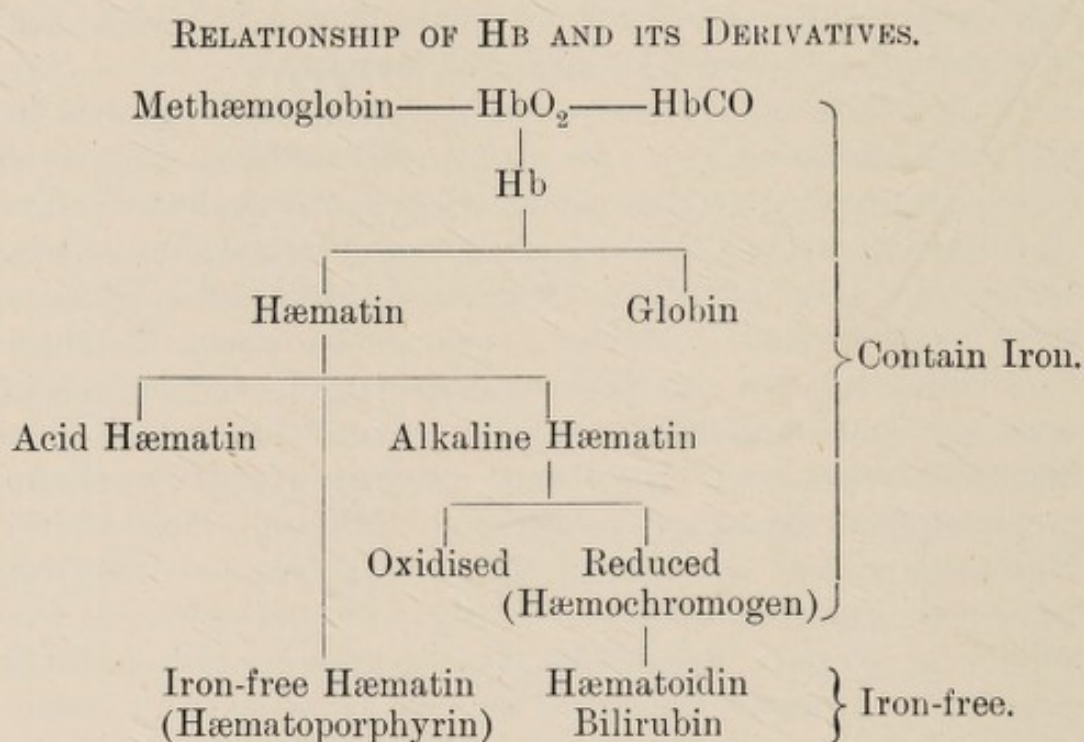 RELATIONSHIP OF HB AND ITS DERIVATIVES.
Methæmoglobin——HbO₂——HbCO
Hb
Hæmatin Globin
Contain Iron.
Acid Hæmatin Alkaline Hæmatin
Oxidised Reduced
(Hæmochromogen)
Iron-free Hæmatin Hæmatoidin
Iron-free.
(Hæmatoporphyrin) Bilirubin